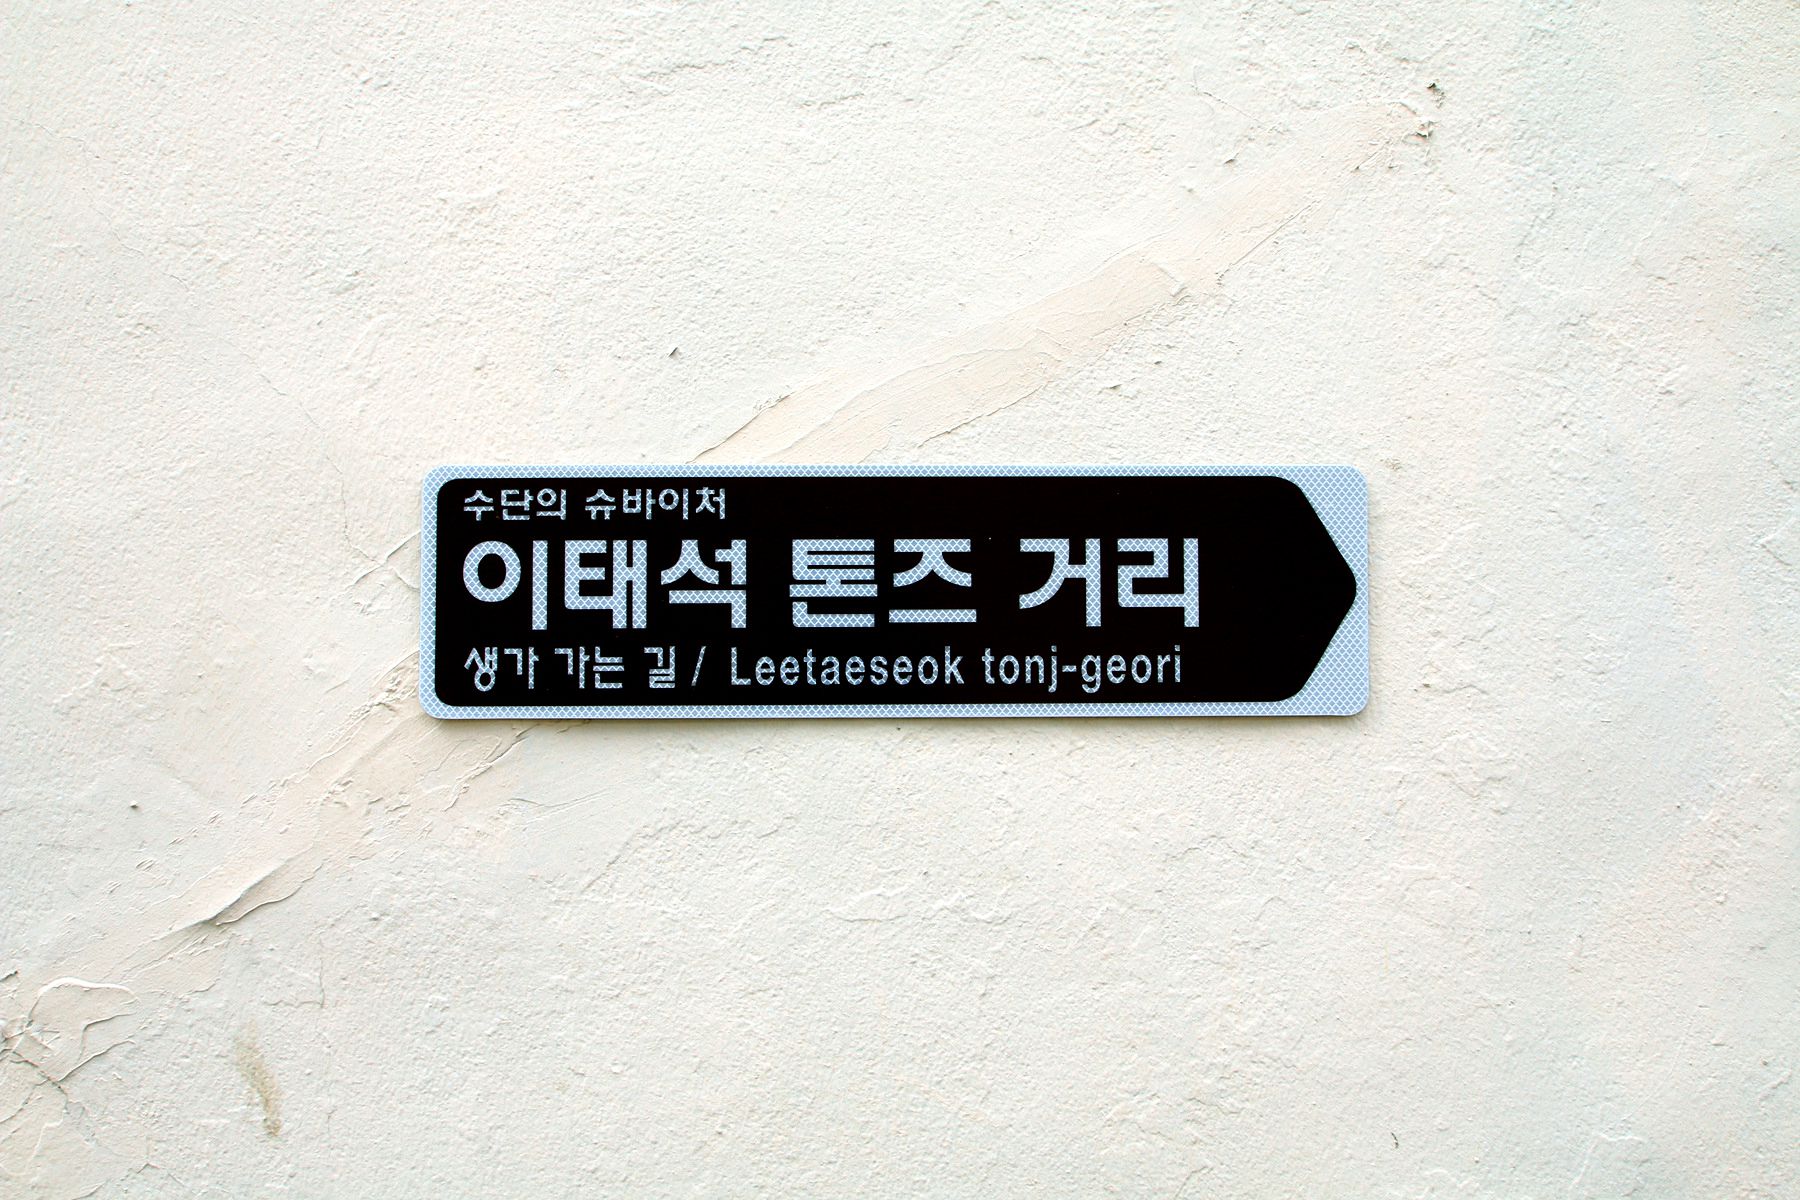 수단의 슈바이처
이태석 톤즈 거리
생가 가는 길 / Leetaeseok tonj-geori